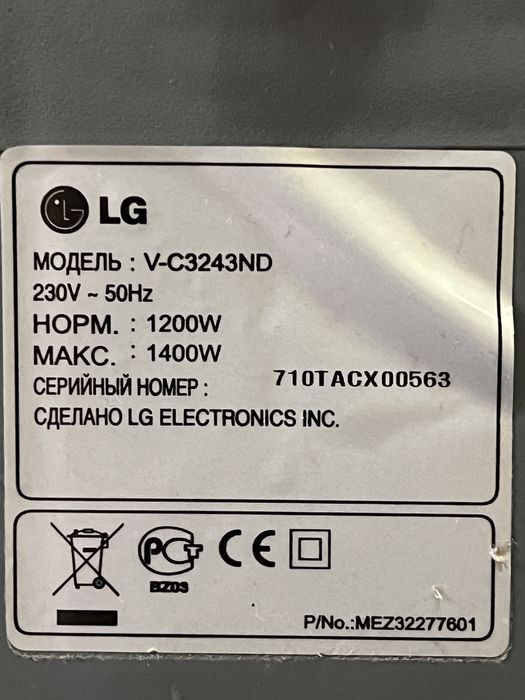 LG
МОДЕЛЬ : V-C3243ND
230V ~ 50Hz
НОРМ. : 1200W
МАКС. : 1400W
СЕРИЙНЫЙ НОМЕР : 710TACX00563
СДЕЛАНО LG ELECTRONICS INC.
РСТ CE
BZ03
P/No.:MEZ32277601